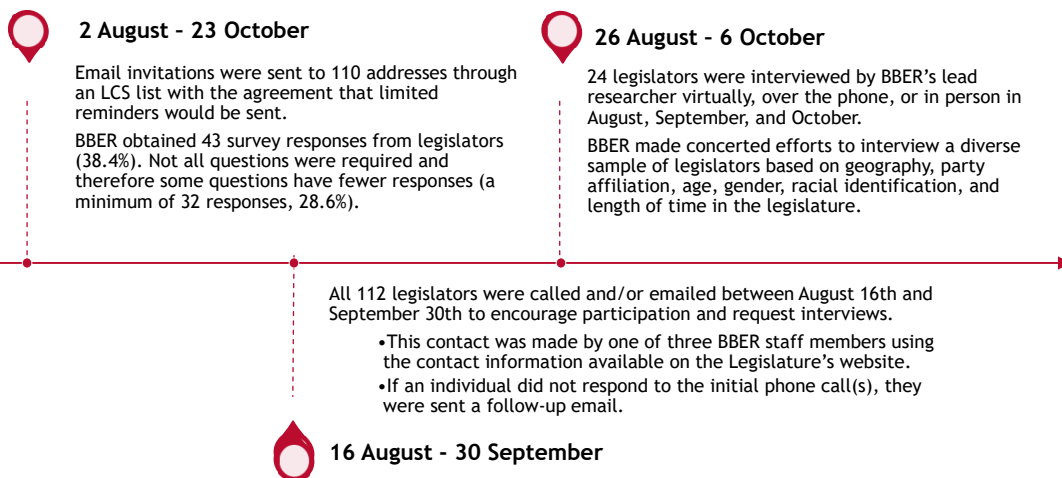 2 August – 23 October
Email invitations were sent to 110 addresses through
an LCS list with the agreement that limited
reminders would be sent.
BBER obtained 43 survey responses from legislators
(38.4%). Not all questions were required and
therefore some questions have fewer responses (a
minimum of 32 responses, 28.6%).
26 August – 6 October
24 legislators were interviewed by BBER’s lead
researcher virtually, over the phone, or in person in
August, September, and October.
BBER made concerted efforts to interview a diverse
sample of legislators based on geography, party
affiliation, age, gender, racial identification, and
length of time in the legislature.
All 112 legislators were called and/or emailed between August 16th and
September 30th to encourage participation and request interviews.
•This contact was made by one of three BBER staff members using
the contact information available on the Legislature’s website.
•If an individual did not respond to the initial phone call(s), they
were sent a follow-up email.
16 August - 30 September